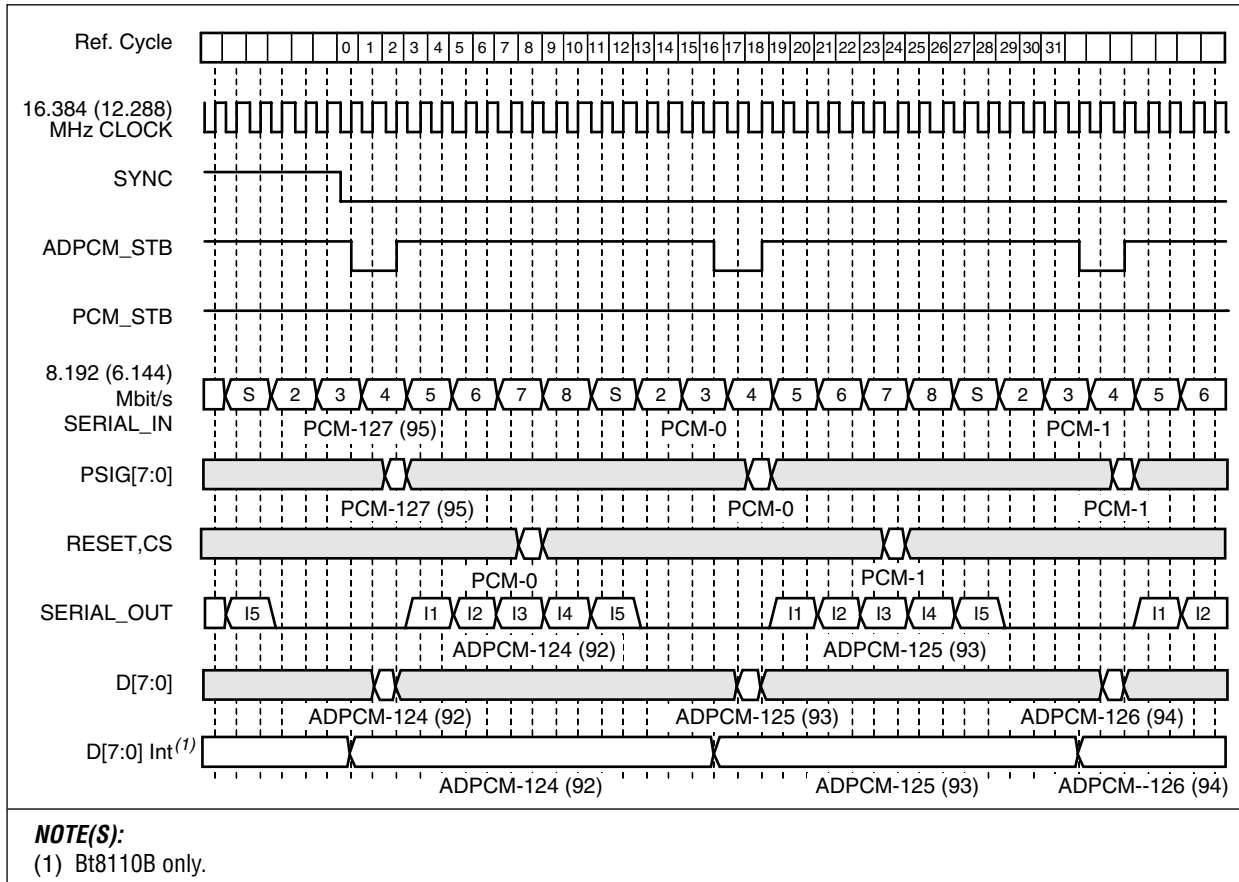 Ref. Cycle 0 1 2 3 4 5 6 7 8 9 10 11 12 13 14 15 16 17 18 19 20 21 22 23 24 25 26 27 28 29 30 31
16.384 (12.288)
MHz CLOCK
SYNC
ADPCM_STB
PCM_STB
8.192 (6.144)
Mbit/s
SERIAL_IN
S 2 3 4 5 6 7 8 S 2 3 4 5 6 7 8 S 2 3 4 5 6
PCM-127 (95) PCM-0 PCM-1
PSIG[7:0]
PCM-127 (95) PCM-0 PCM-1
RESET,CS
PCM-0 PCM-1
SERIAL_OUT I5 I1 I2 I3 I4 I5 I1 I2 I3 I4 I5 I1 I2
ADPCM-124 (92) ADPCM-125 (93)
D[7:0]
ADPCM-124 (92) ADPCM-125 (93) ADPCM-126 (94)
D[7:0] Int(1)
ADPCM-124 (92) ADPCM-125 (93) ADPCM--126 (94)
NOTE(S):
(1) Bt8110B only.